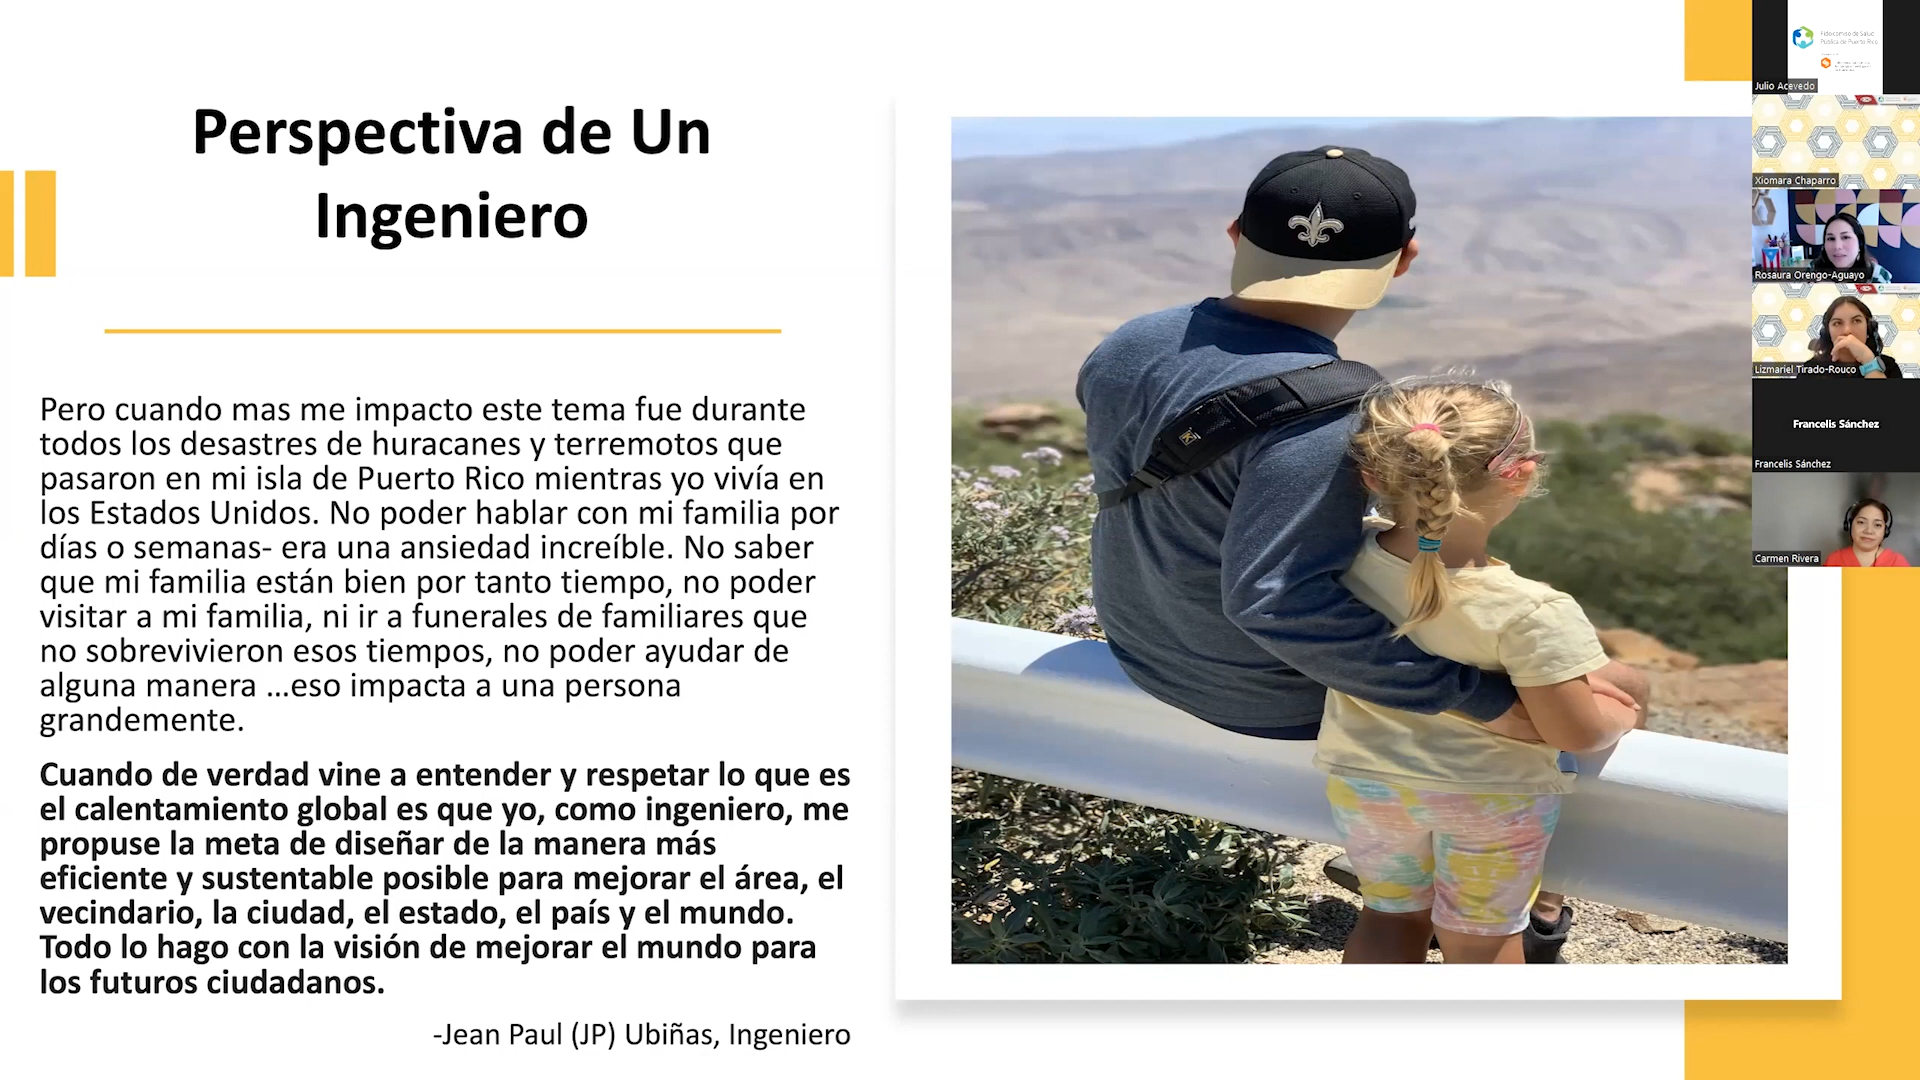 Perspectiva de Un
Ingeniero
Pero cuando mas me impacto este tema fue durante
todos los desastres de huracanes y terremotos que
pasaron en mi isla de Puerto Rico mientras yo vivía en
los Estados Unidos. No poder hablar con mi familia por
días o semanas- era una ansiedad increíble. No saber
que mi familia están bien por tanto tiempo, no poder
visitar a mi familia, ni ir a funerales de familiares que
no sobrevivieron esos tiempos, no poder ayudar de
alguna manera ...eso impacta a una persona
grandemente.
Cuando de verdad vine a entender y respetar lo que es
el calentamiento global es que yo, como ingeniero, me
propuse la meta de diseñar de la manera más
eficiente y sustentable posible para mejorar el área, el
vecindario, la ciudad, el estado, el país y el mundo.
Todo lo hago con la visión de mejorar el mundo para
los futuros ciudadanos.
-Jean Paul (JP) Ubiñas, Ingeniero
Fideicomiso de Salud
Pública de Puerto Rico
Julio Acevedo
Xiomara Chaparro
Rosaura Orengo-Aguayo
Lizmariel Tirado-Rouco
Francelis Sánchez
Francelis Sánchez
Carmen Rivera